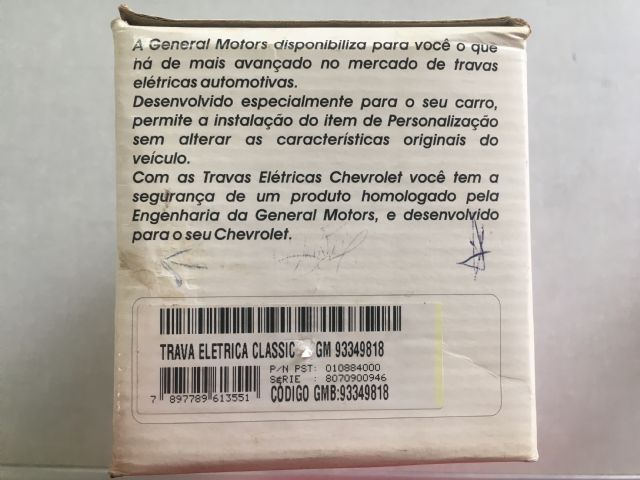 A General Motors disponibiliza para você o que
há de mais avançado no mercado de travas
elétricas automotivas.
Desenvolvido especialmente para o seu carro,
permite a instalação do item de Personalização
sem alterar as características originais do
veículo.
Com as Travas Elétricas Chevrolet você tem a
segurança de um produto homologado pela
Engenharia da General Motors, e desenvolvido
para o seu Chevrolet.
TRAVA ELETRICA CLASSIC GM 93349818
P/N PST: 010884000
SERIE : 8070900946
CÓDIGO GMB:93349818
7 897789 613551